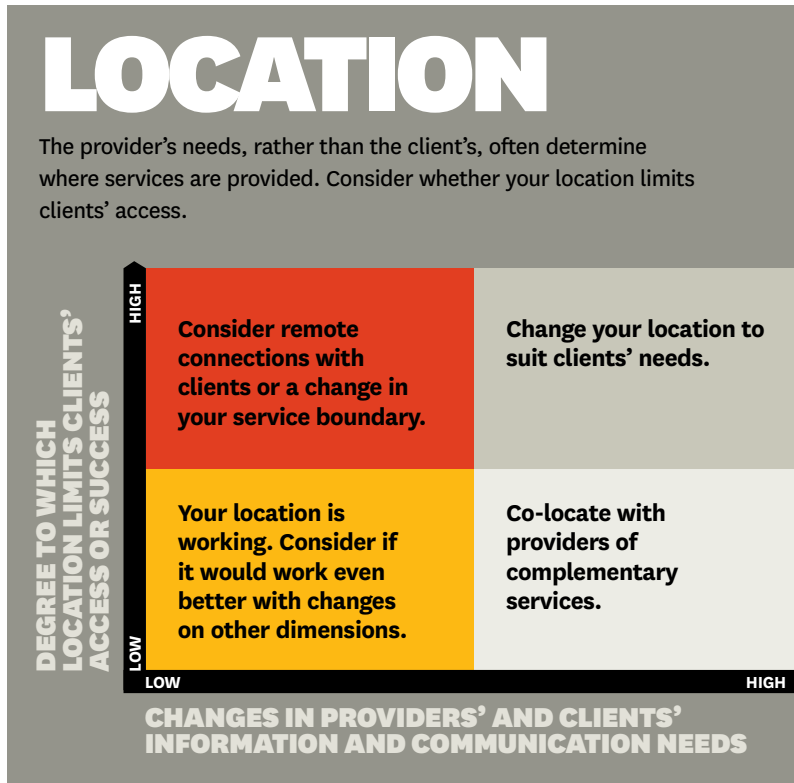 LOCATION
The provider’s needs, rather than the client’s, often determine
where services are provided. Consider whether your location limits
clients’ access.
DEGREE TO WHICH
LOCATION LIMITS CLIENTS’
ACCESS OR SUCCESS
HIGH
Consider remote
connections with
clients or a change in
your service boundary.
Change your location to
suit clients’ needs.
Your location is
working. Consider if
it would work even
better with changes
on other dimensions.
Co-locate with
providers of
complementary
services.
LOW
LOW
HIGH
CHANGES IN PROVIDERS’ AND CLIENTS’
INFORMATION AND COMMUNICATION NEEDS